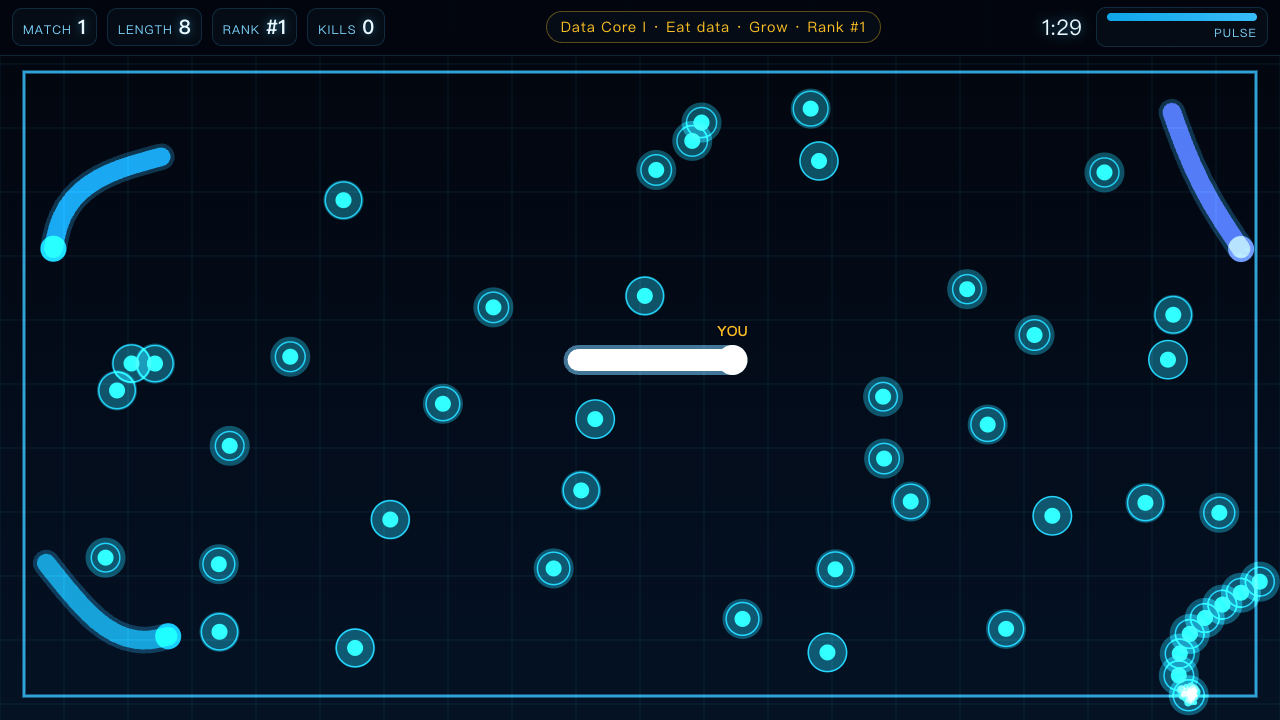 MATCH 1
LENGTH 8
RANK #1
KILLS 0
Data Core I · Eat data · Grow · Rank #1
1:29
PULSE
YOU